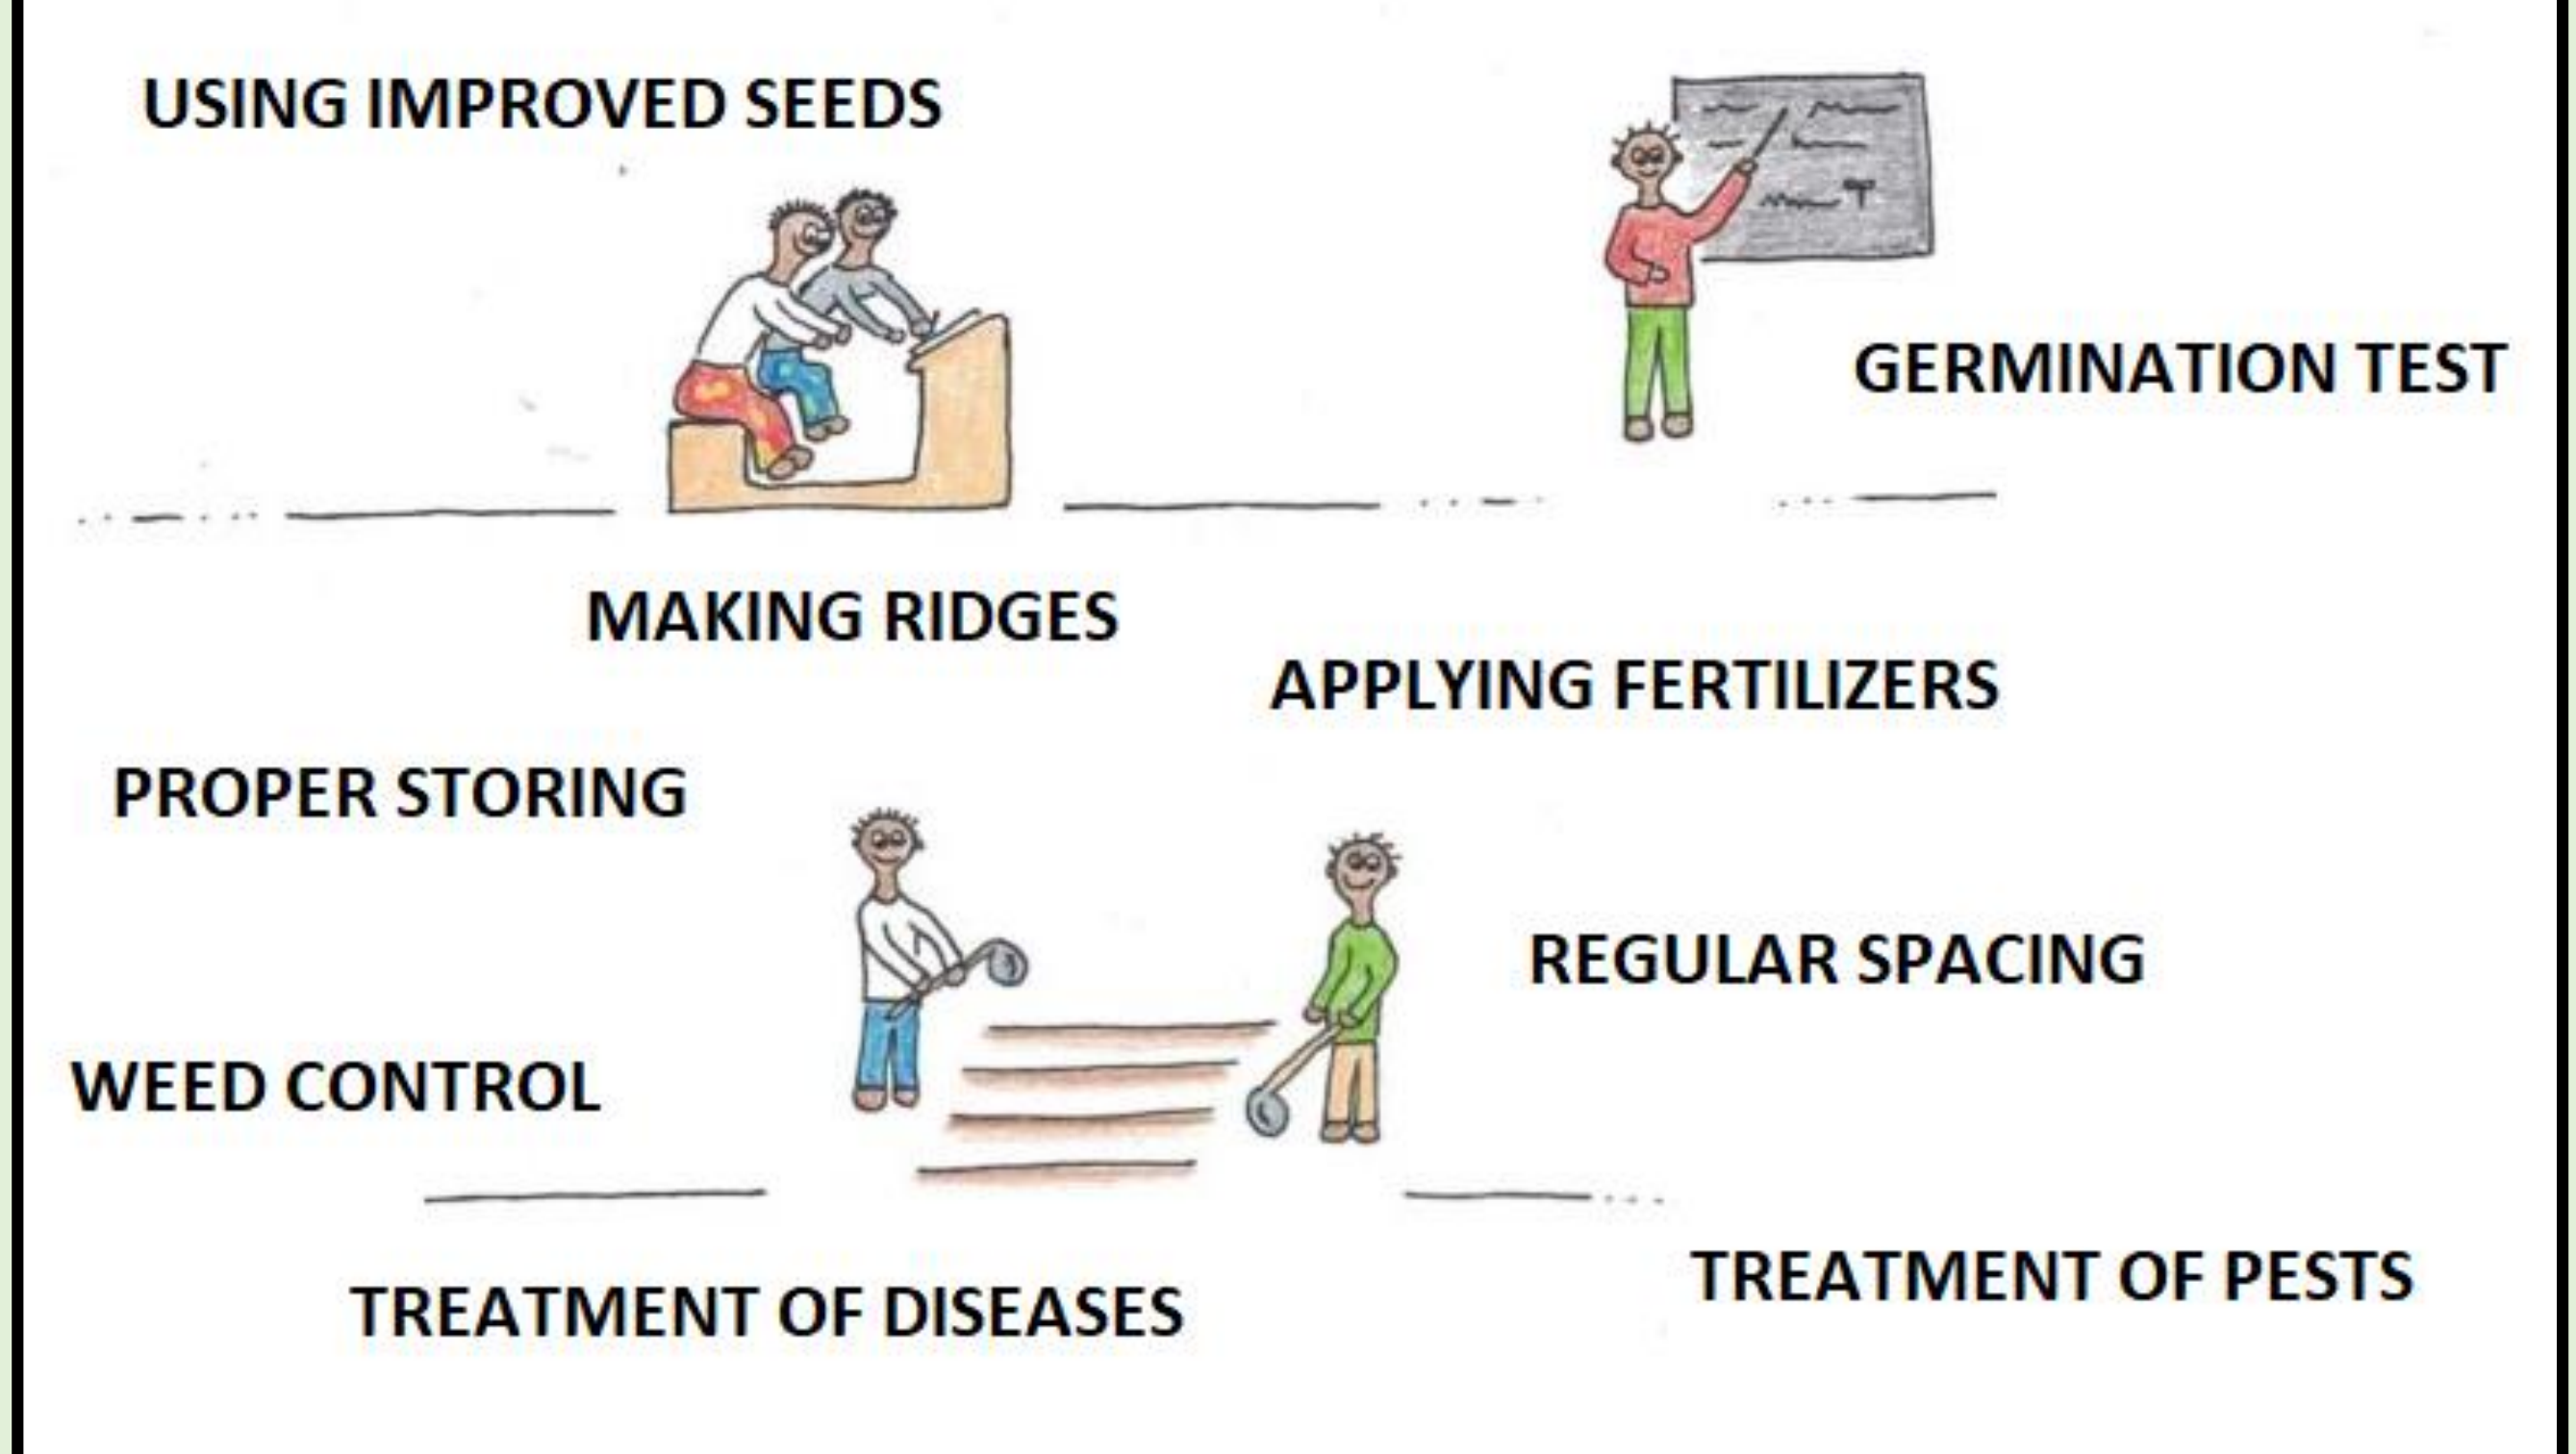 USING IMPROVED SEEDS
GERMINATION TEST
MAKING RIDGES
APPLYING FERTILIZERS
PROPER STORING
REGULAR SPACING
WEED CONTROL
TREATMENT OF PESTS
TREATMENT OF DISEASES